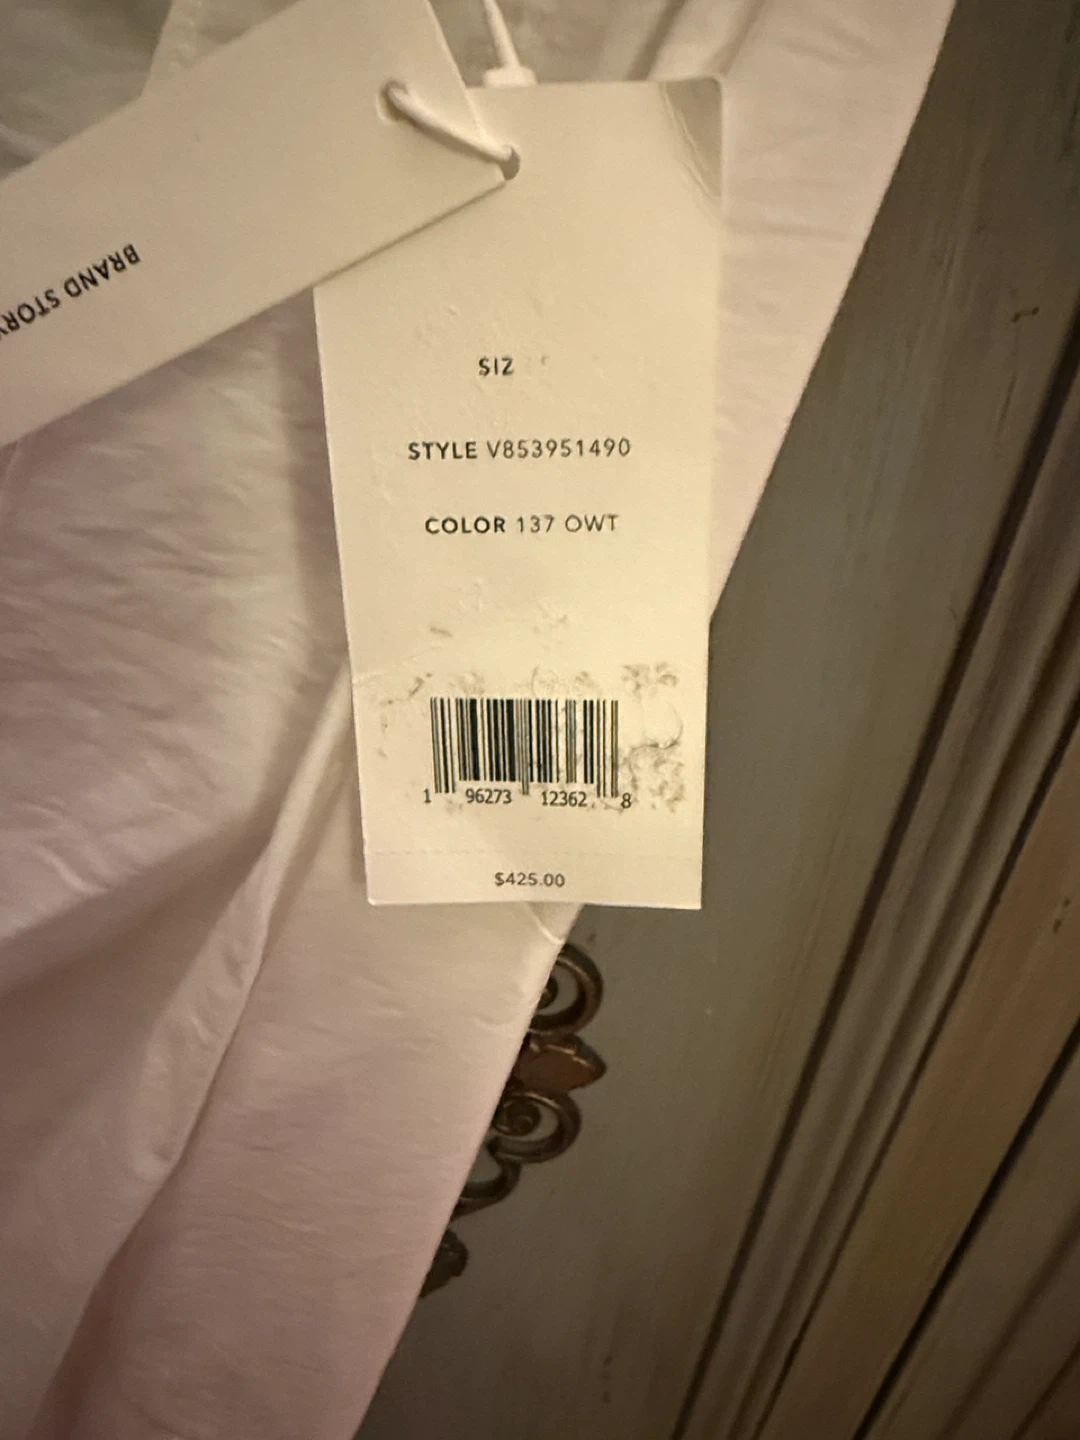 BRAND STORY
SIZ
STYLE V853951490
COLOR 137 OWT
1 96273 12362 8
$425.00